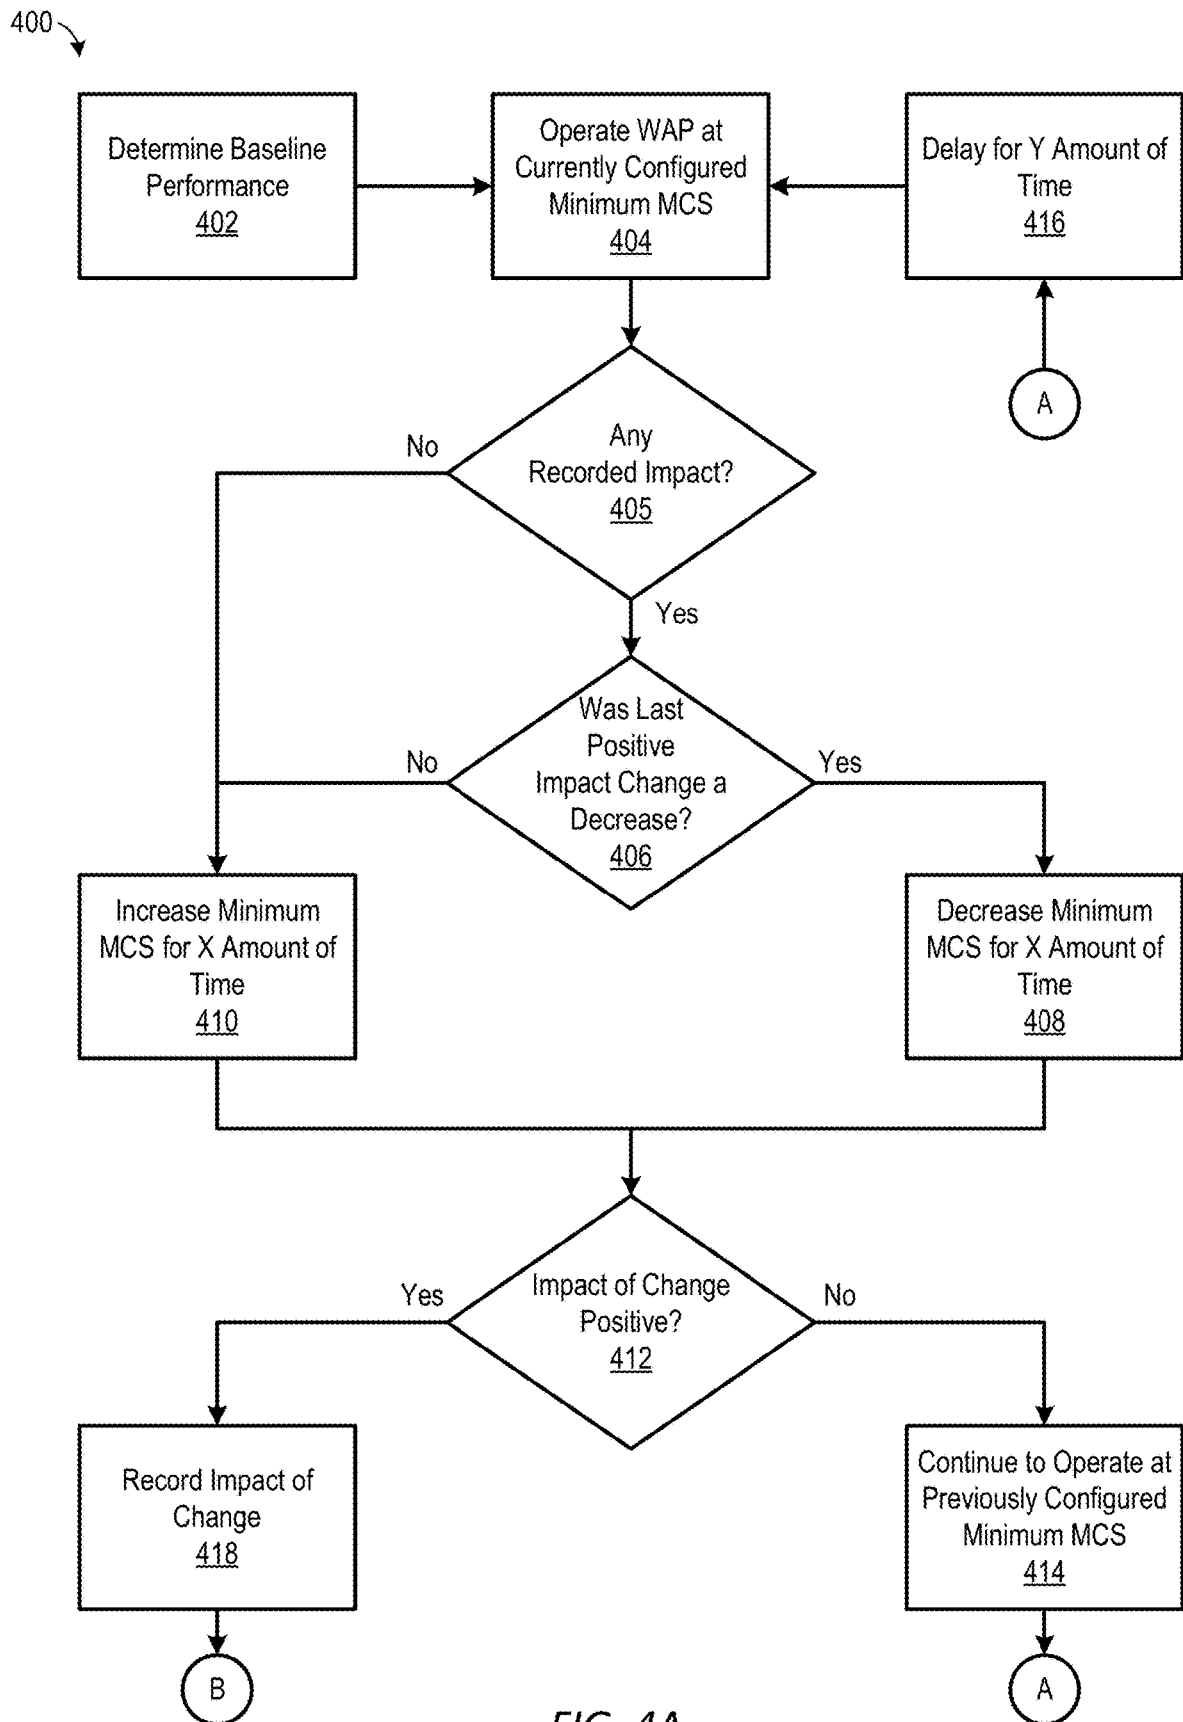 400
Determine Baseline
Performance
402
Operate WAP at
Currently Configured
Minimum MCS
404
Delay for Y Amount of
Time
416
A
Any
Recorded Impact?
405
No
Yes
Was Last
Positive
Impact Change a
Decrease?
406
No
Yes
Increase Minimum
MCS for X Amount of
Time
410
Decrease Minimum
MCS for X Amount of
Time
408
Impact of Change
Positive?
412
Yes
No
Record Impact of
Change
418
Continue to Operate at
Previously Configured
Minimum MCS
414
B
A
FIG. 4A